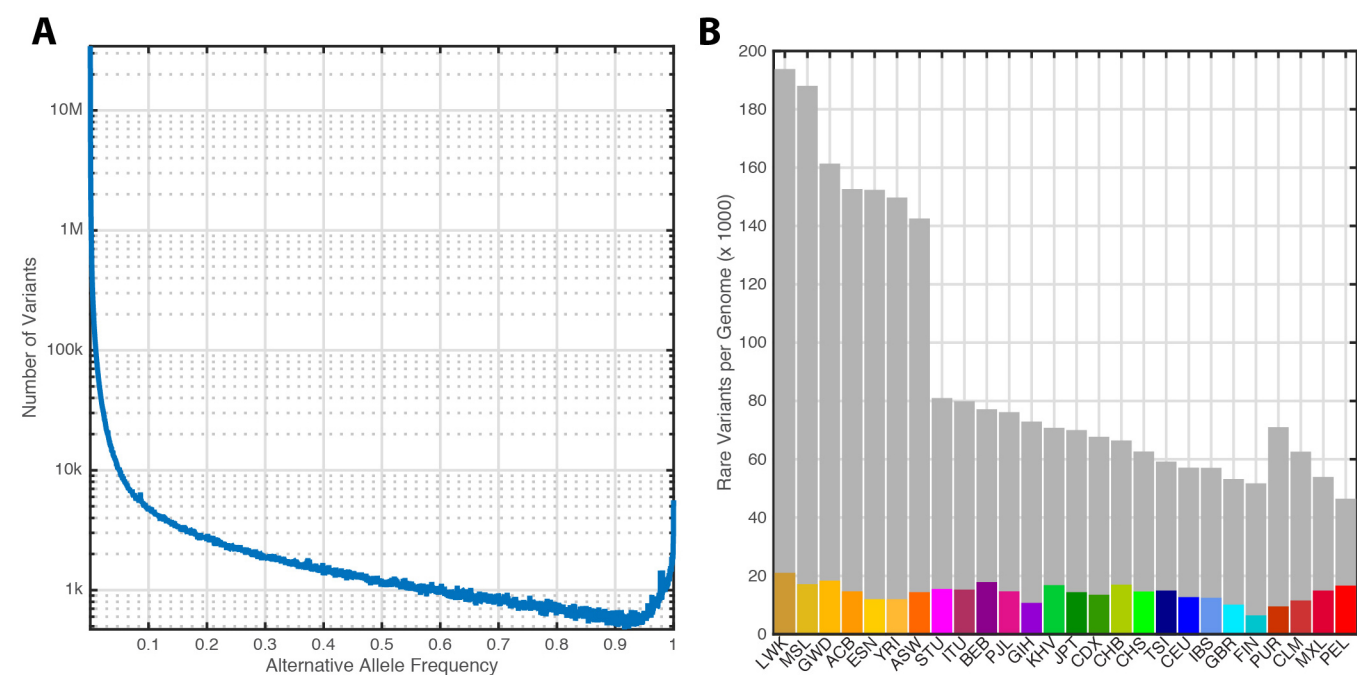 A
Number of Variants
10M
1M
100k
10k
1k
0.1 0.2 0.3 0.4 0.5 0.6 0.7 0.8 0.9 1
Alternative Allele Frequency
B
Rare Variants per Genome (x 1000)
200
180
160
140
120
100
80
60
40
20
0
LWK MSL GWD ACB ESN YRI ASW STU ITU BEB PJL GIH KHV JPT CDX CHB CHS TSI CEU IBS GBR FIN PUR CLM MXL PEL